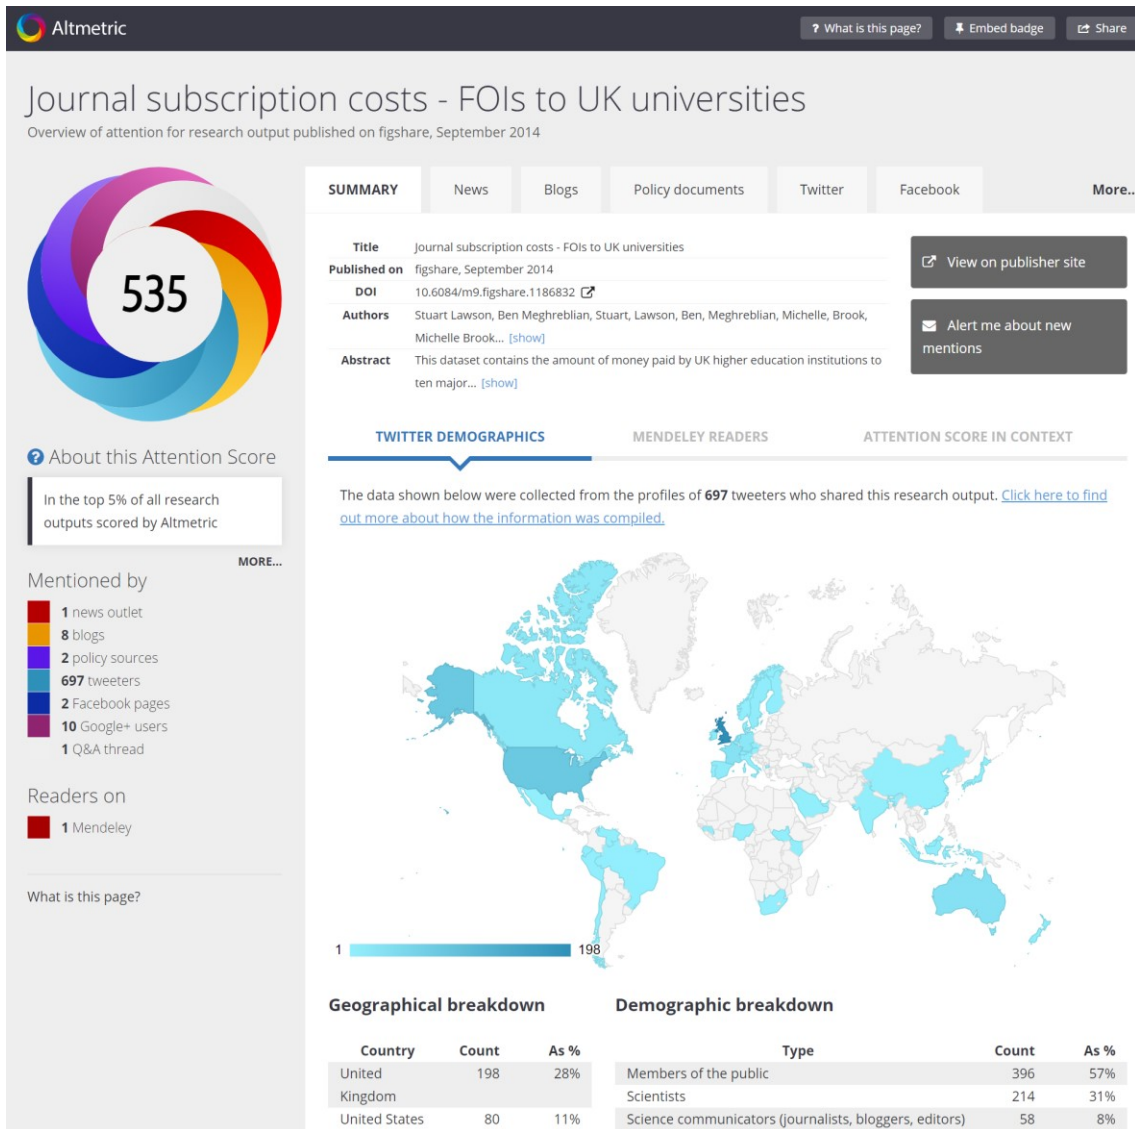 Altmetric
? What is this page?
Embed badge
Share
Journal subscription costs - FOIs to UK universities
Overview of attention for research output published on figshare, September 2014
535
? About this Attention Score
In the top 5% of all research
outputs scored by Altmetric
MORE...
Mentioned by
1 news outlet
8 blogs
2 policy sources
697 tweeters
2 Facebook pages
10 Google+ users
1 Q&A thread
Readers on
1 Mendeley
What is this page?
SUMMARY News Blogs Policy documents Twitter Facebook More..
Title Journal subscription costs - FOIs to UK universities
Published on figshare, September 2014
DOI 10.6084/m9.figshare.1186832
Authors Stuart Lawson, Ben Meghreblian, Stuart, Lawson, Ben, Meghreblian, Michelle, Brook,
Michelle Brook... [show]
Abstract This dataset contains the amount of money paid by UK higher education institutions to
ten major... [show]
View on publisher site
Alert me about new
mentions
TWITTER DEMOGRAPHICS MENDELEY READERS ATTENTION SCORE IN CONTEXT
The data shown below were collected from the profiles of 697 tweeters who shared this research output. Click here to find
out more about how the information was compiled.
1 198
Geographical breakdown
Country Count As %
United 198 28%
Kingdom
United States 80 11%
Demographic breakdown
Type Count As %
Members of the public 396 57%
Scientists 214 31%
Science communicators (journalists, bloggers, editors) 58 8%